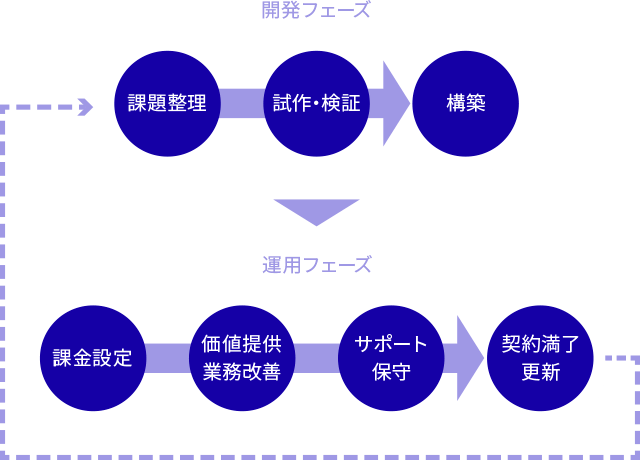 開発フェーズ
課題整理
試作・検証
構築
運用フェーズ
課金設定
価値提供
業務改善
サポート
保守
契約満了
更新